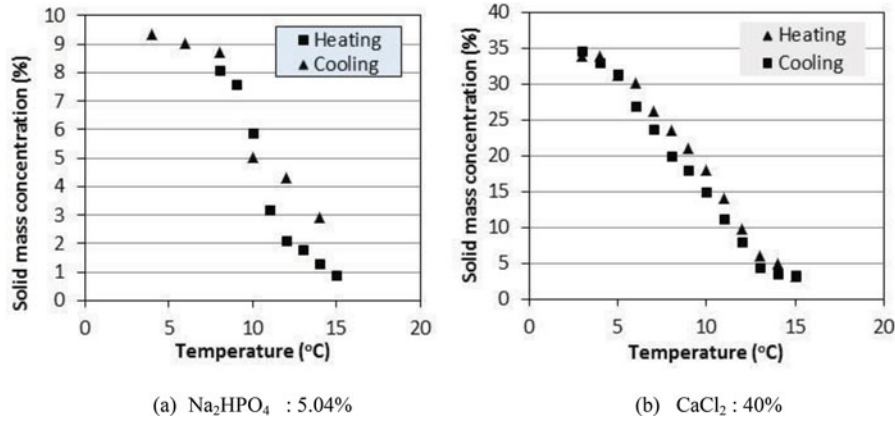 10
9
8
7
6
5
4
3
2
1
0
Solid mass concentration (%)
Heating
Cooling
0 5 10 15 20
Temperature (°C)
(a) Na₂HPO₄ : 5.04%
40
35
30
25
20
15
10
5
0
Solid mass concentration (%)
Heating
Cooling
0 5 10 15 20
Temperature (°C)
(b) CaCl₂ : 40%